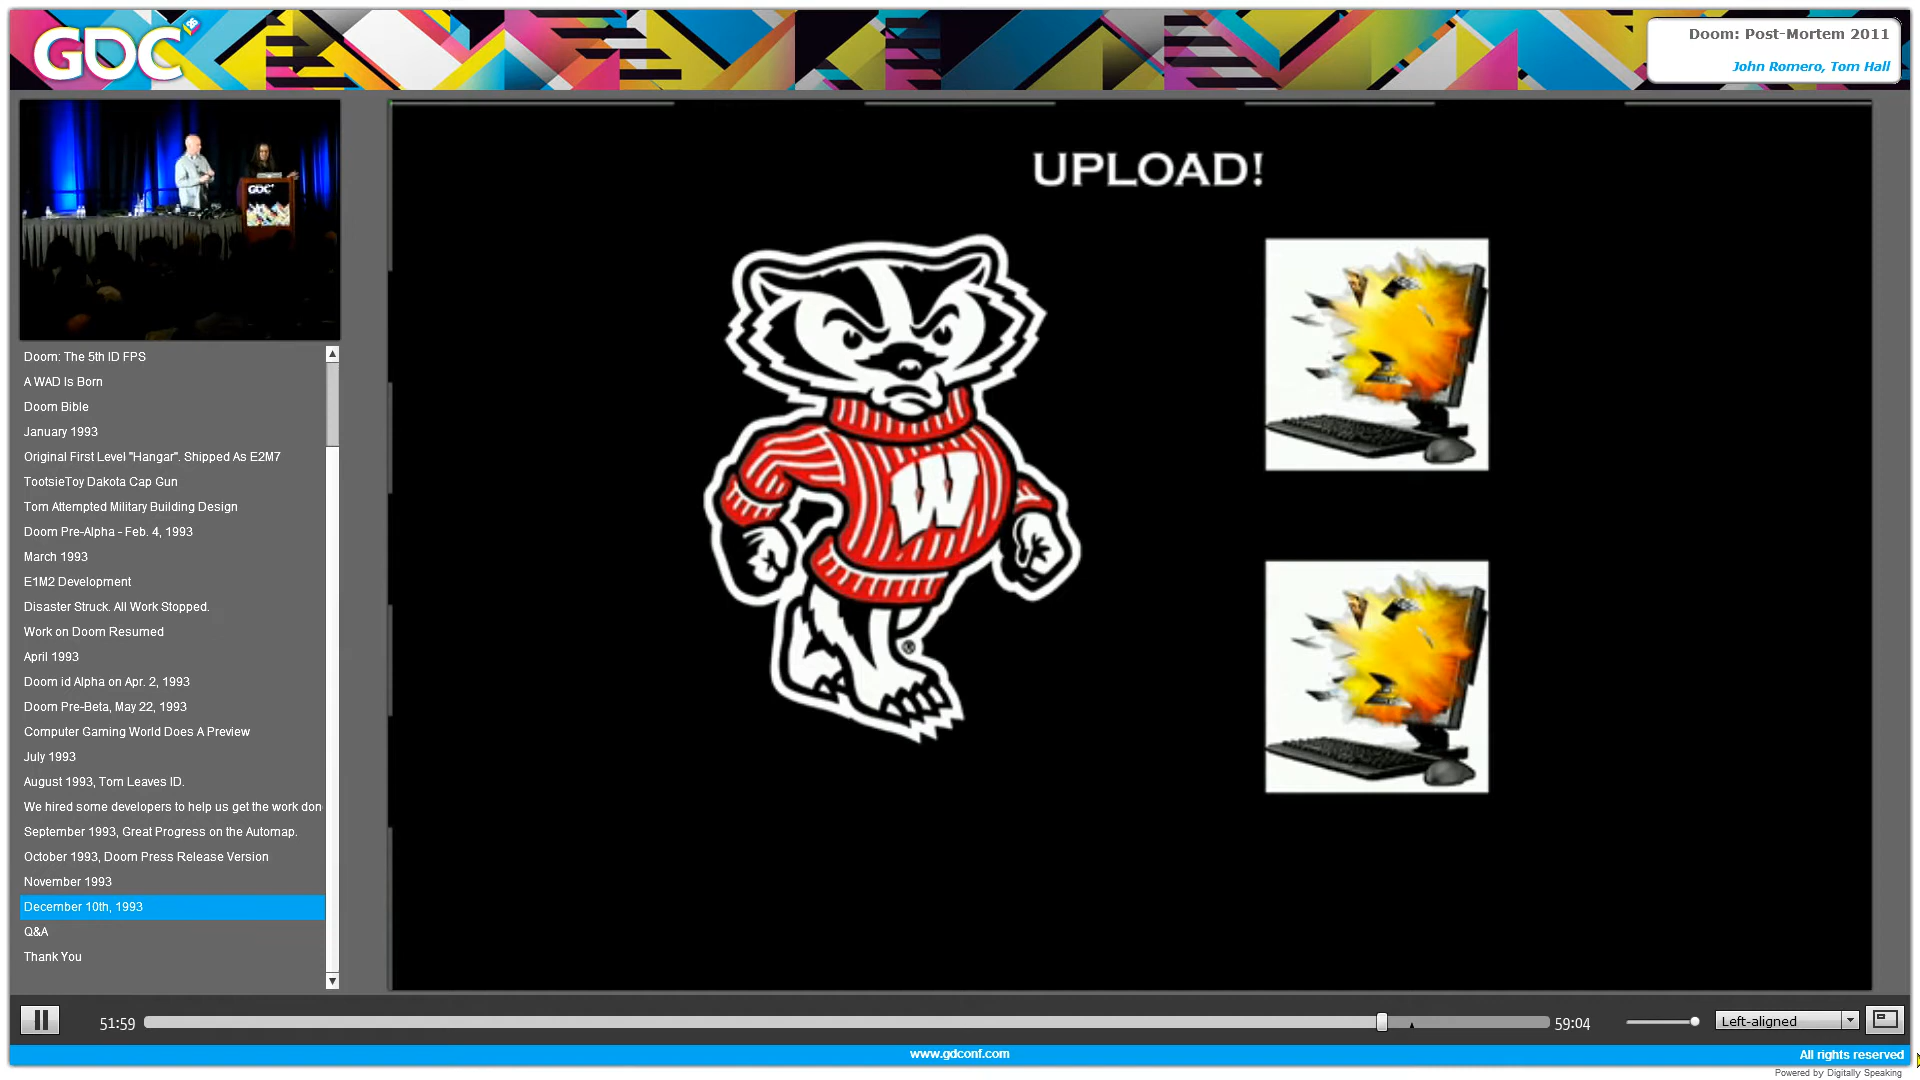 GDC 25
Doom: Post-Mortem 2011
John Romero, Tom Hall
GDC
UPLOAD!
W
®
Doom: The 5th ID FPS
A WAD Is Born
Doom Bible
January 1993
Original First Level "Hangar". Shipped As E2M7
TootsieToy Dakota Cap Gun
Tom Attempted Military Building Design
Doom Pre-Alpha - Feb. 4, 1993
March 1993
E1M2 Development
Disaster Struck. All Work Stopped.
Work on Doom Resumed
April 1993
Doom id Alpha on Apr. 2, 1993
Doom Pre-Beta, May 22, 1993
Computer Gaming World Does A Preview
July 1993
August 1993, Tom Leaves ID.
We hired some developers to help us get the work don
September 1993, Great Progress on the Automap.
October 1993, Doom Press Release Version
November 1993
December 10th, 1993
Q&A
Thank You
51:59
59:04
Left-aligned
www.gdconf.com
All rights reserved
Powered by Digitally Speaking